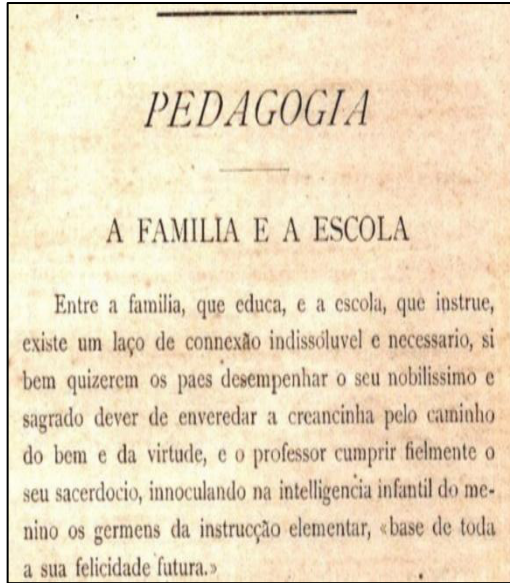 PEDAGOGIA
A FAMILIA E A ESCOLA
Entre a familia, que educa, e a escola, que instrue,
existe um laço de connexão indissoluvel e necessario, si
bem quizerem os paes desempenhar o seu nobilissimo e
sagrado dever de enveredar a creancinha pelo caminho
do bem e da virtude, e o professor cumprir fielmente o
seu sacerdocio, innoculando na intelligencia infantil do me-
nino os germens da instrucção elementar, «base de toda
a sua felicidade futura.»